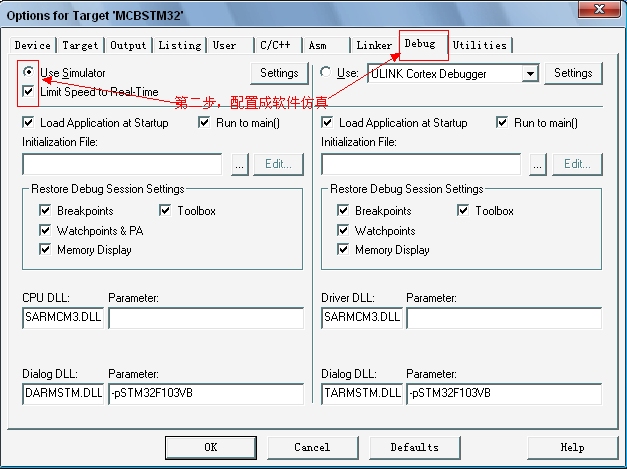 Options for Target 'MCBSTM32'
Device Target Output Listing User C/C++ Asm Linker Debug Utilities
Use Simulator Settings
Limit Speed to Real-Time
Use: ULINK Cortex Debugger Settings
第二步，配置成软件仿真
Load Application at Startup Run to main()
Initialization File:
... Edit...
Restore Debug Session Settings
Breakpoints Toolbox
Watchpoints & PA
Memory Display
CPU DLL: Parameter:
SARMCM3.DLL
Dialog DLL: Parameter:
DARMSTM.DLL -pSTM32F103VB
Load Application at Startup Run to main()
Initialization File:
... Edit...
Restore Debug Session Settings
Breakpoints Toolbox
Watchpoints
Memory Display
Driver DLL: Parameter:
SARMCM3.DLL
Dialog DLL: Parameter:
TARMSTM.DLL -pSTM32F103VB
OK Cancel Defaults Help